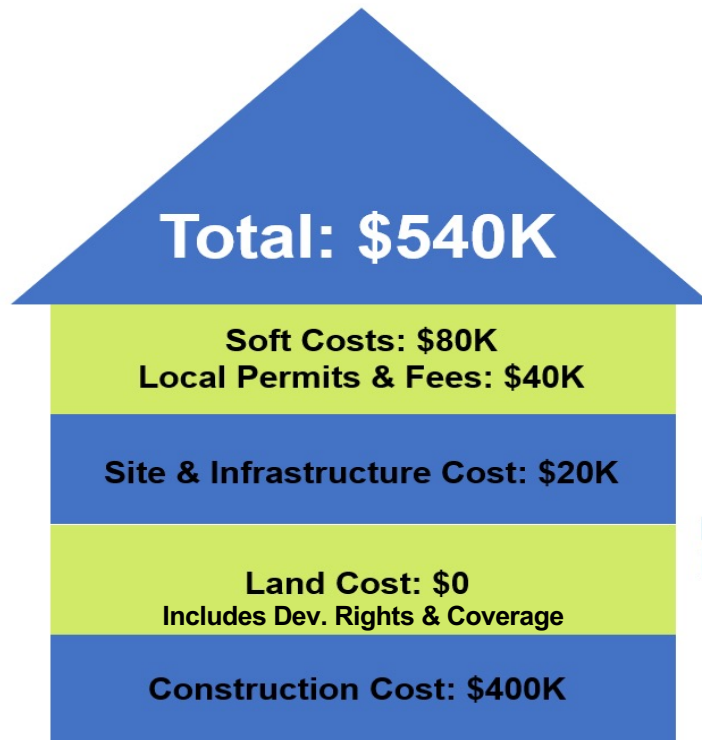 Total: $540K
Soft Costs: $80K
Local Permits & Fees: $40K
Site & Infrastructure Cost: $20K
Land Cost: $0
Includes Dev. Rights & Coverage
Construction Cost: $400K